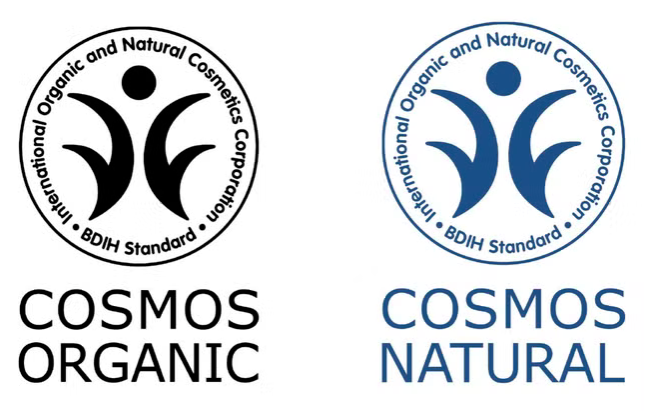 International Organic and Natural Cosmetics Corporation
• BDIH Standard •
COSMOS
ORGANIC
International Organic and Natural Cosmetics Corporation
• BDIH Standard •
COSMOS
NATURAL